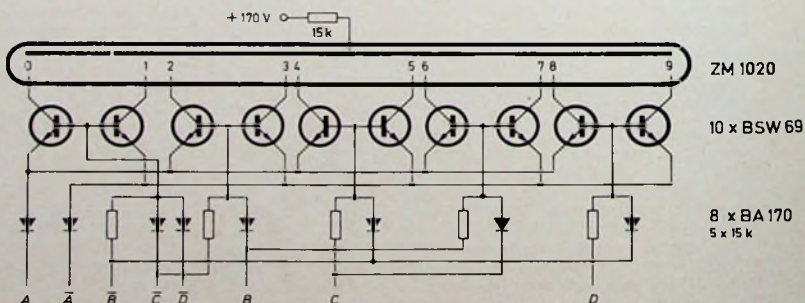 + 170 V
15 k
0 1 2 3 4 5 6 7 8 9
ZM 1020
10 x BSW 69
8 x BA 170
5 x 15 k
A A̅ B̅ C̅ D̅ B C D